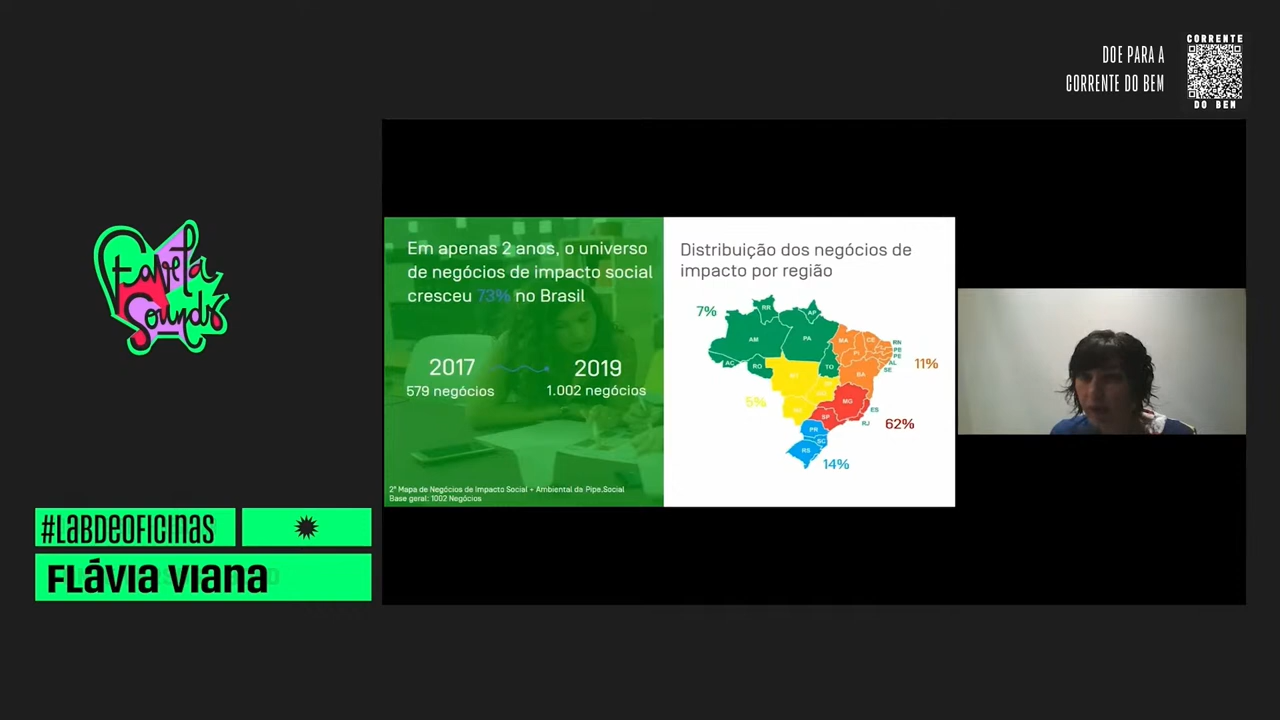 DOE PARA A
CORRENTE DO BEM
CORRENTE
DO BEM
Favela
Sounds
Em apenas 2 anos, o universo
de negócios de impacto social
cresceu 73% no Brasil
2017
2019
579 negócios
1.002 negócios
2º Mapa de Negócios de Impacto Social + Ambiental da Pipe.Social
Base geral: 1002 Negócios
Distribuição dos negócios de
impacto por região
7%
RR
AP
AM
PA
MA
CE
RN
PB
PI
PE
AC
RO
TO
AL
SE
11%
BA
5%
MG
ES
SP
RJ
62%
PR
SC
RS
14%
#LABDEOFICINAS
FLÁVIA VIANA